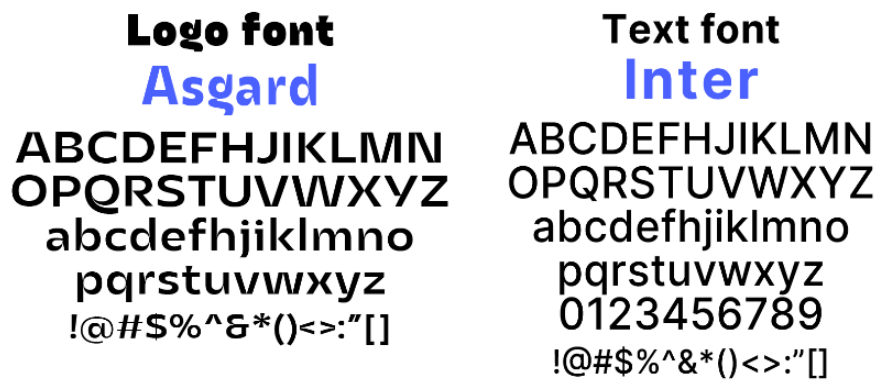 Logo font
Asgard
ABCDEFHJIKLMN
OPQRSTUVWXYZ
abcdefhjiklmno
pqrstuvwxyz
!@#$%^&*()<>:”[]
Text font
Inter
ABCDEFHJIKLMN
OPQRSTUVWXYZ
abcdefhjiklmno
pqrstuvwxyz
0123456789
!@#$%^&*()<>:”[]